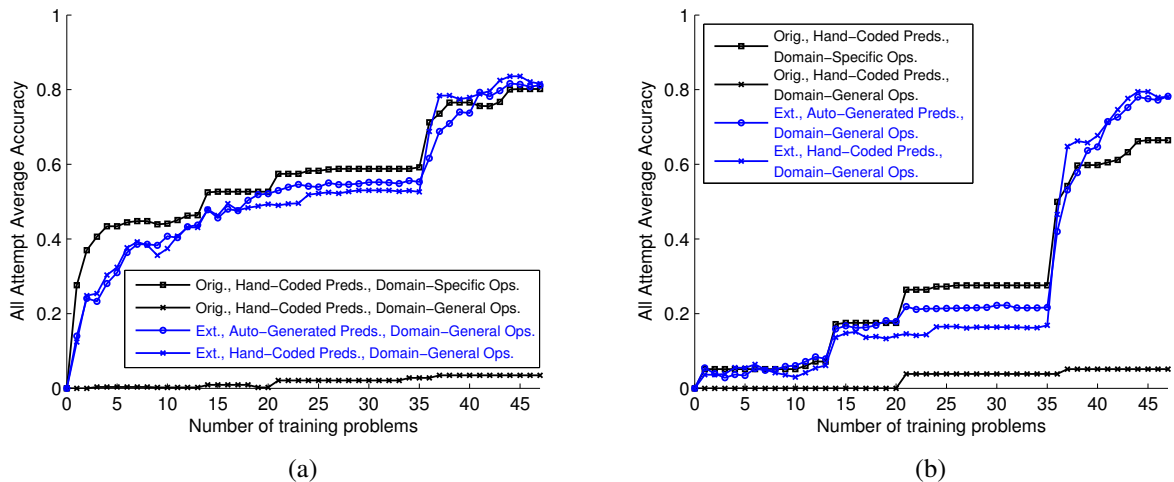 1
0.8
0.6
0.4
0.2
0
0 5 10 15 20 25 30 35 40 45
Number of training problems
All Attempt Average Accuracy
Orig., Hand−Coded Preds., Domain−Specific Ops.
Orig., Hand−Coded Preds., Domain−General Ops.
Ext., Auto−Generated Preds., Domain−General Ops.
Ext., Hand−Coded Preds., Domain−General Ops.
(a)
1
0.8
0.6
0.4
0.2
0
0 5 10 15 20 25 30 35 40 45
Number of training problems
All Attempt Average Accuracy
Orig., Hand−Coded Preds.,
Domain−Specific Ops.
Orig., Hand−Coded Preds.,
Domain−General Ops.
Ext., Auto−Generated Preds.,
Domain−General Ops.
Ext., Hand−Coded Preds.,
Domain−General Ops.
(b)